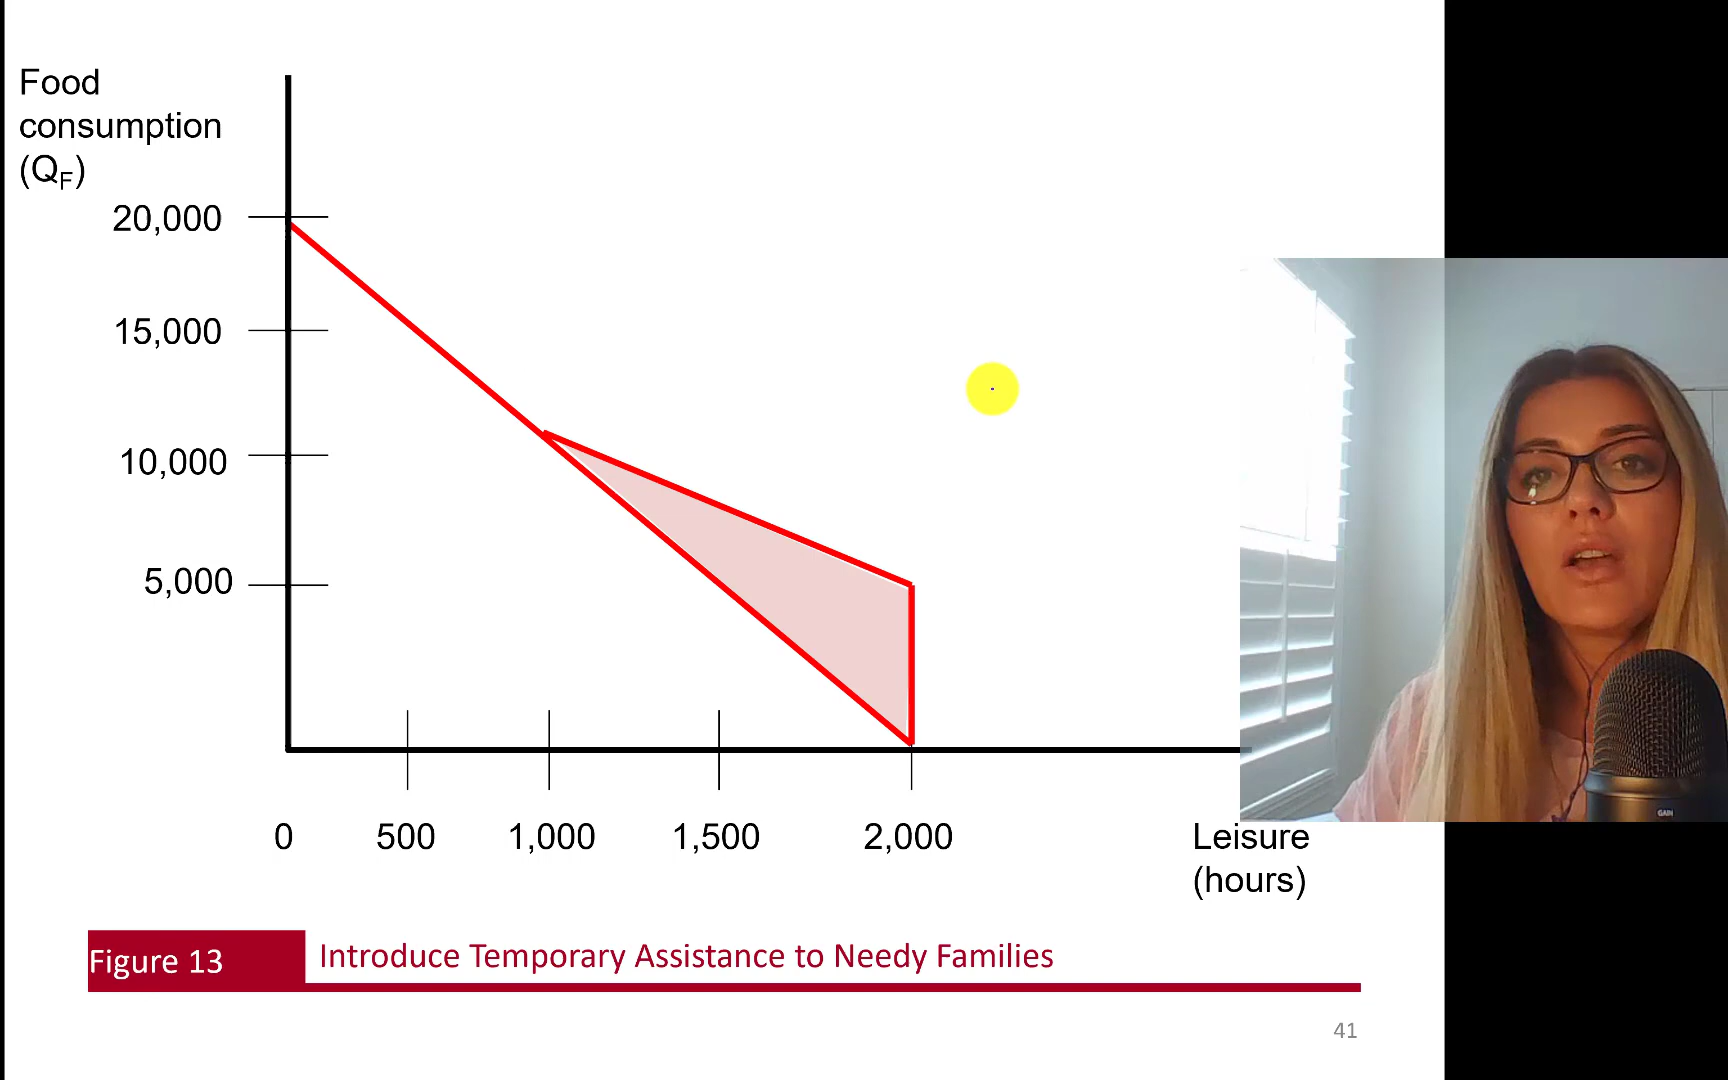 Food
consumption
(QF)
20,000
15,000
10,000
5,000
0 500 1,000 1,500 2,000
Leisure
(hours)
Figure 13 Introduce Temporary Assistance to Needy Families
41
GAIN